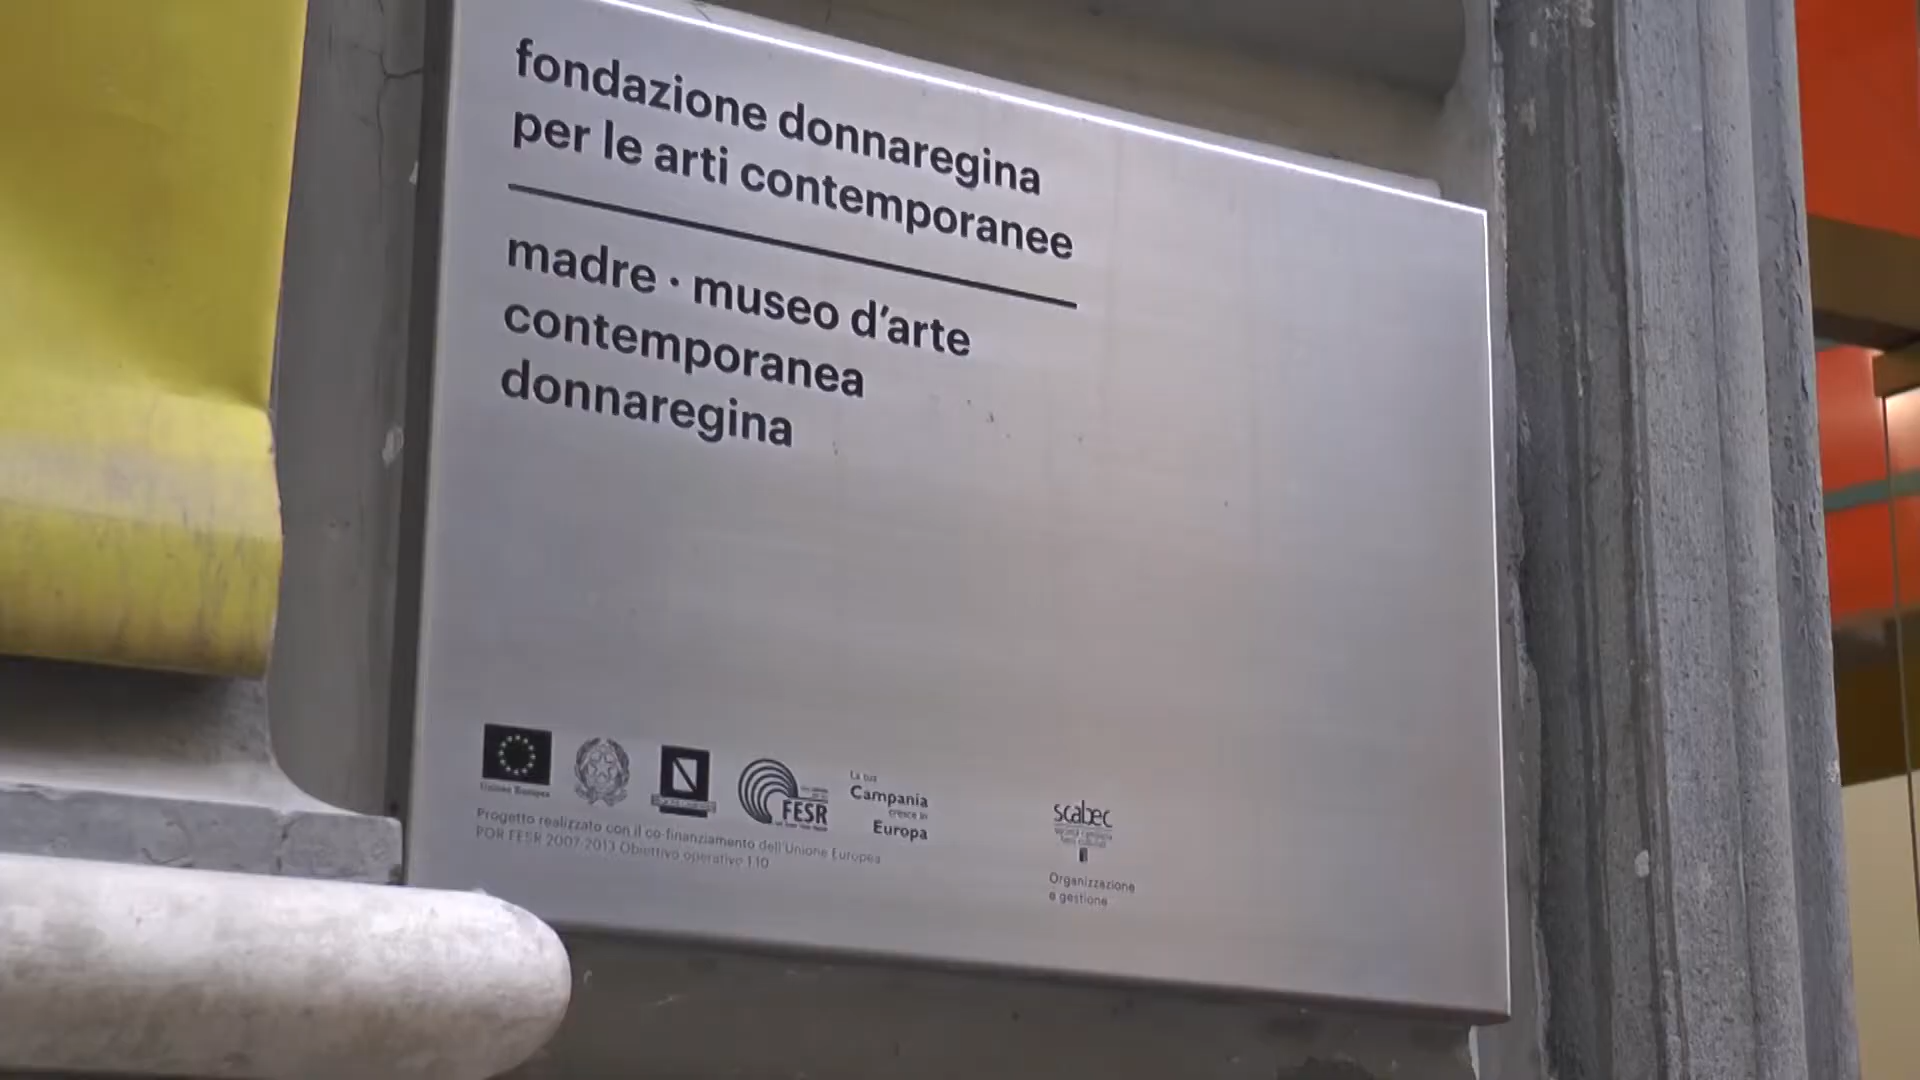 fondazione donnaregina
per le arti contemporanee
madre · museo d'arte
contemporanea
donnaregina
Unione Europea
FESR
La tua
Campania
cresce in
Europa
Progetto realizzato con il co-finanziamento dell'Unione Europea
POR FESR 2007-2013 Obiettivo operativo 1.10
scabec
Organizzazione
e gestione